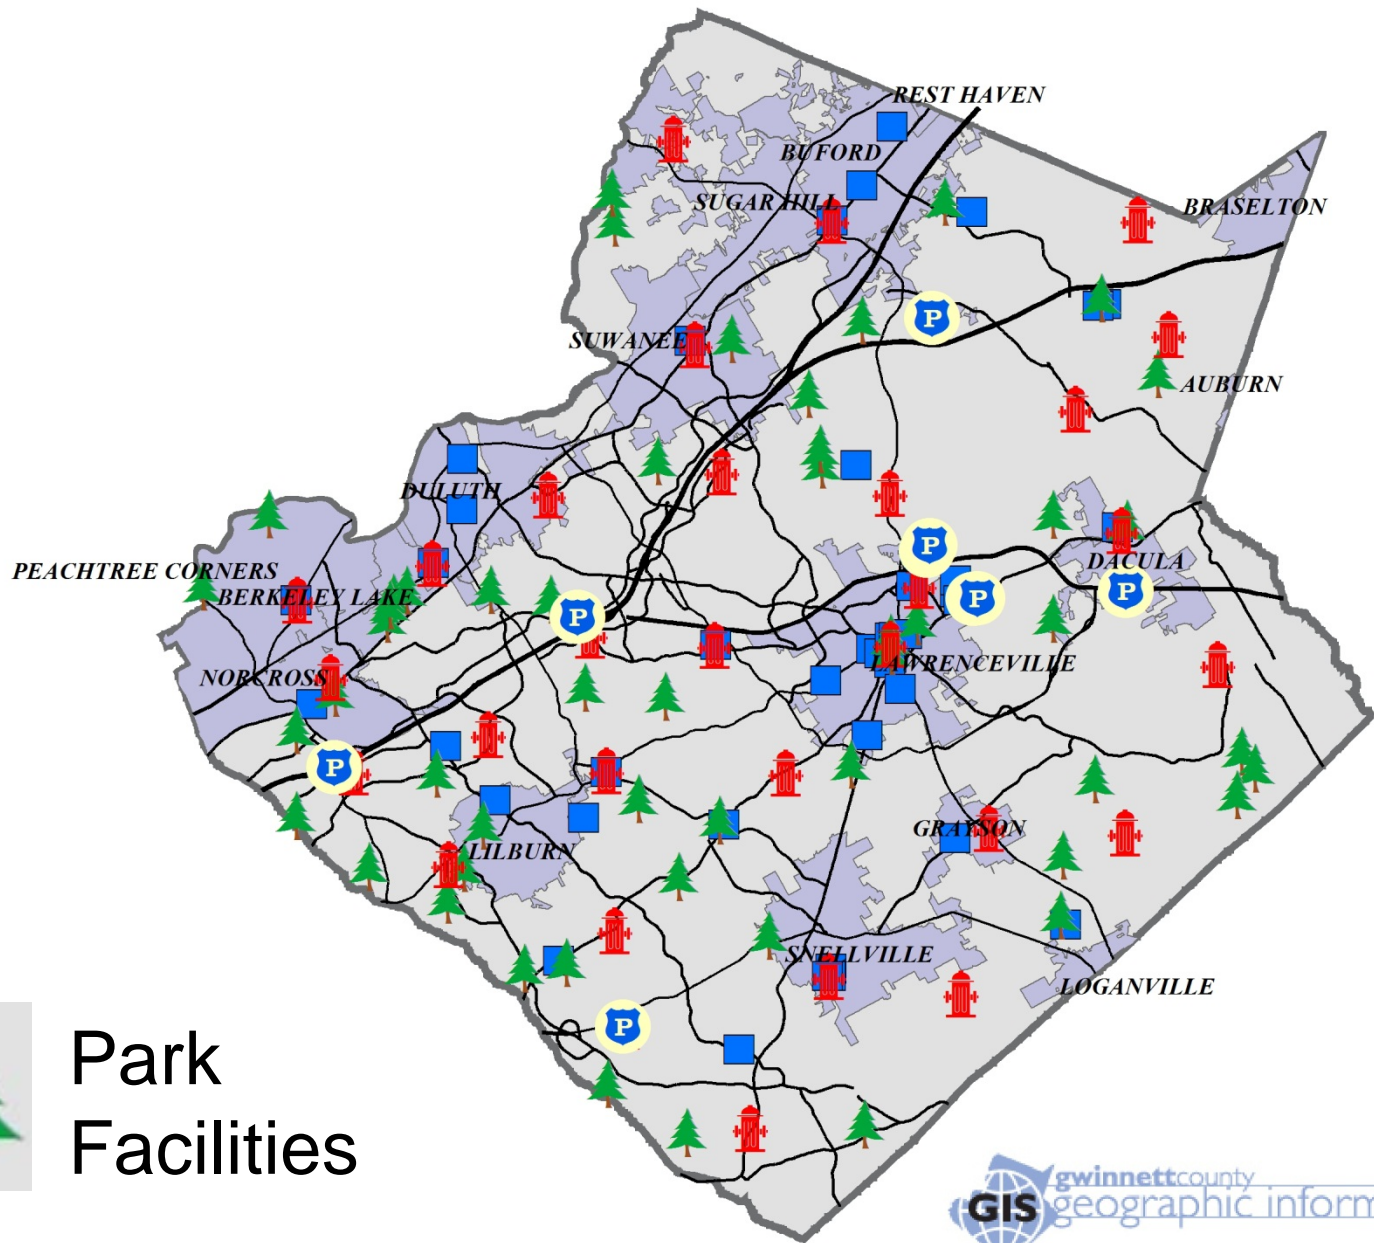 REST HAVEN
BUFORD
SUGAR HILL
BRASELTON
P
SUWANEE
AUBURN
DULUTH
P
DACULA
PEACHTREE CORNERS
BERKELEY LAKE
P
P
P
LAWRENCEVILLE
NORCROSS
P
GRAYSON
LILBURN
SNELLVILLE
LOGANVILLE
P
Park
Facilities
gwinnettcounty
GIS geographic inform